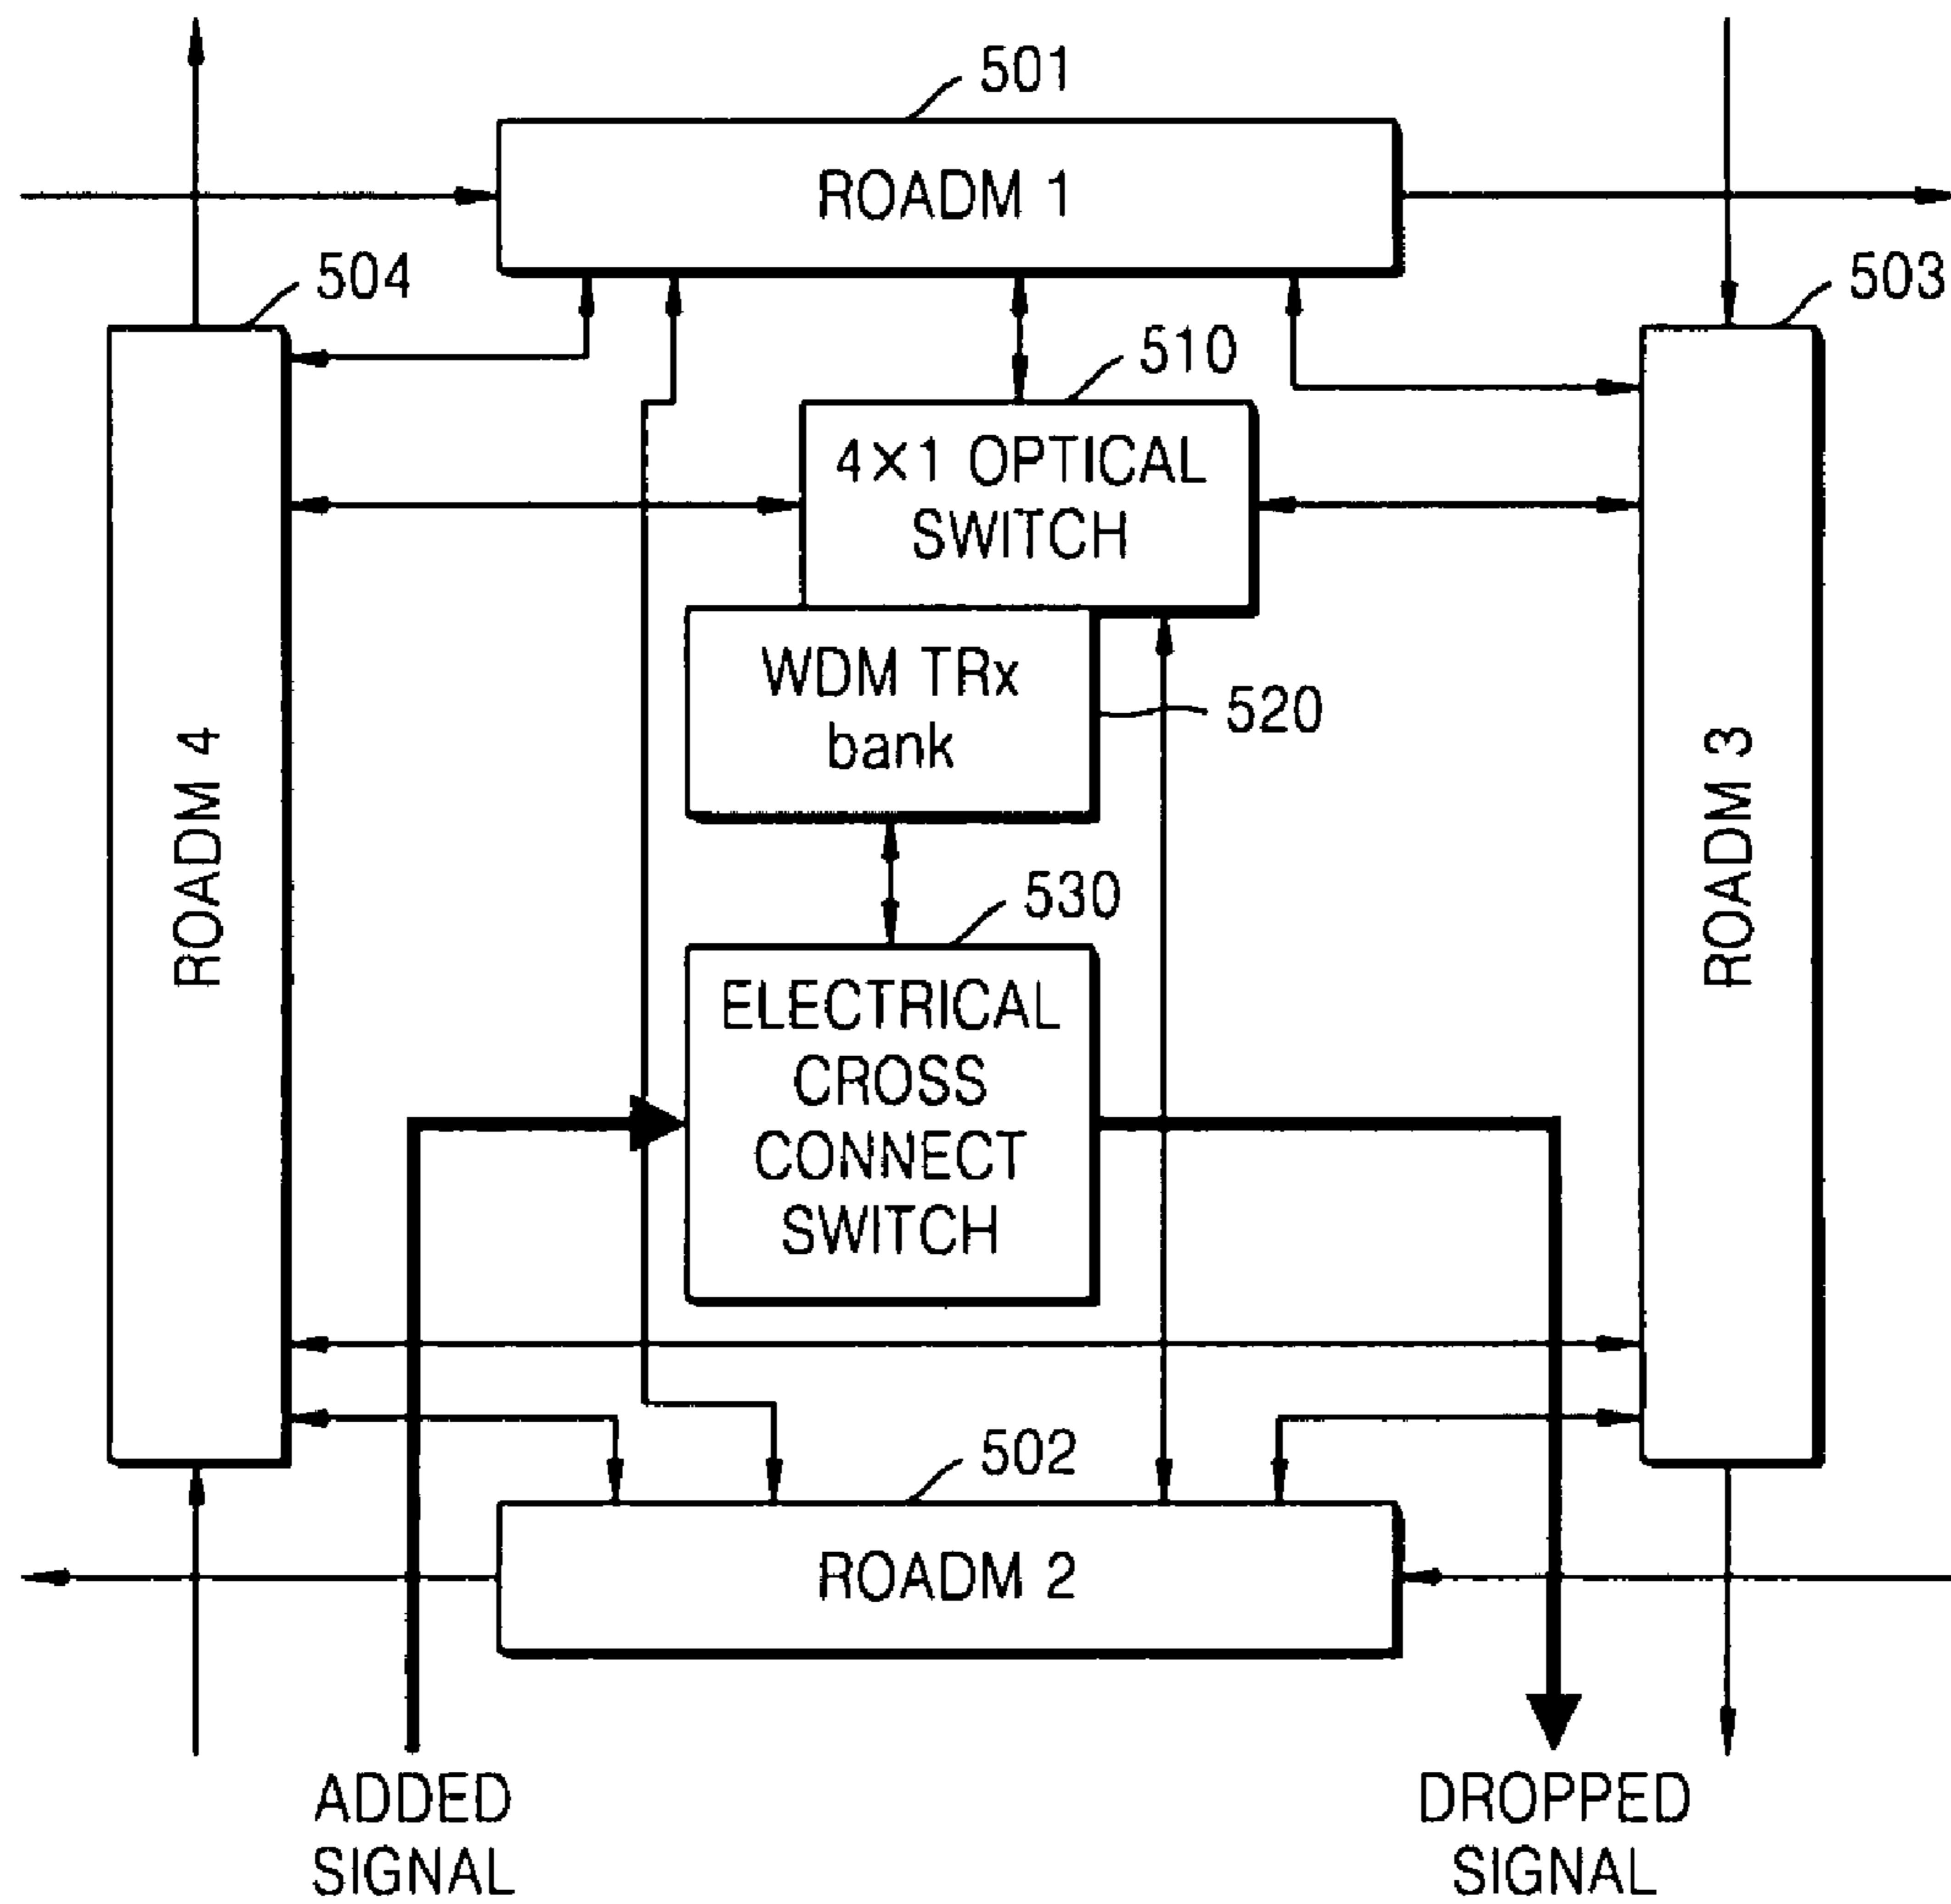 501
ROADM 1
504
503
510
4×1 OPTICAL
SWITCH
WDM TRx
bank
520
ROADM 4
ROADM 3
530
ELECTRICAL
CROSS
CONNECT
SWITCH
502
ROADM 2
ADDED
SIGNAL
DROPPED
SIGNAL